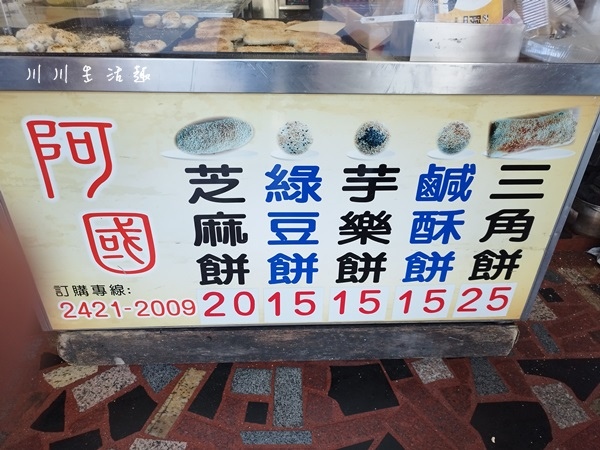 川川生活趣
阿國
芝麻餅 20
綠豆餅 15
芋樂餅 15
鹹酥餅 15
三角餅 25
訂購專線:
2421-2009